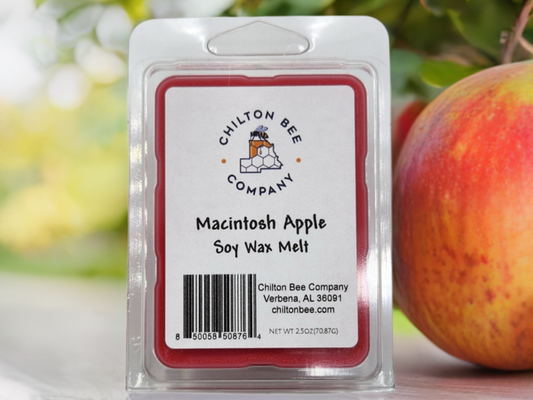 CHILTON BEE
COMPANY
Macintosh Apple
Soy Wax Melt
Chilton Bee Company
Verbena, AL 36091
chiltonbee.com
8 50058 50876 4
NET WT 2.5OZ(70.87G)